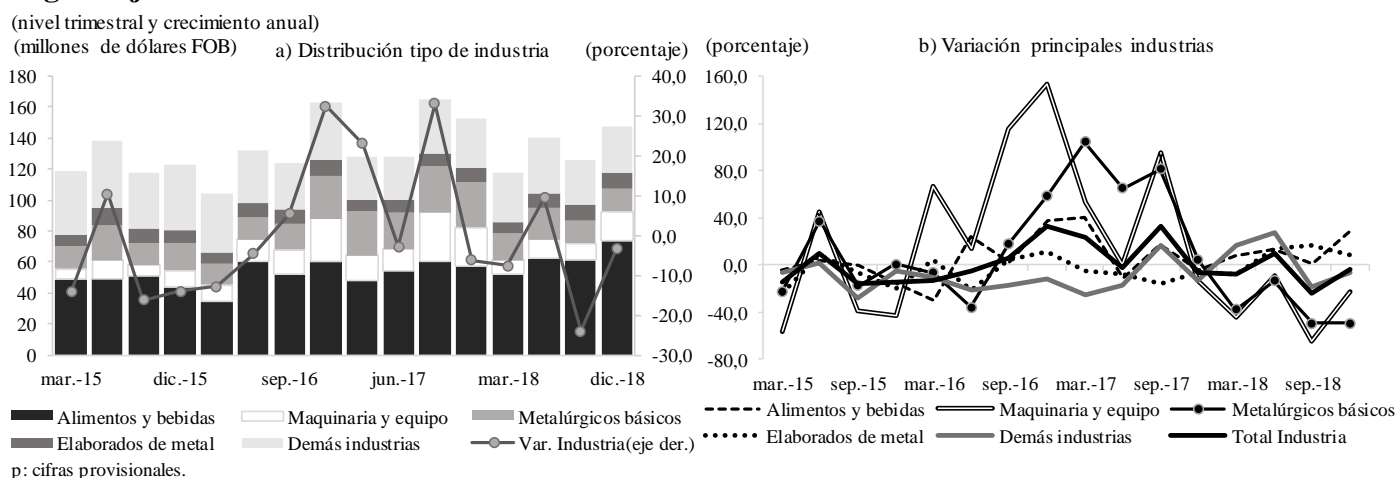 (nivel trimestral y crecimiento anual)
(millones de dólares FOB)
a) Distribución tipo de industria
(porcentaje)
180
160
140
120
100
80
60
40
20
0
40,0
30,0
20,0
10,0
0,0
-10,0
-20,0
-30,0
mar.-15 dic.-15 sep.-16 jun.-17 mar.-18 dic.-18
Alimentos y bebidas Maquinaria y equipo Metalúrgicos básicos
Elaborados de metal Demás industrias Var. Industria(eje der.)
p: cifras provisionales.
(porcentaje)
b) Variación principales industrias
160,0
120,0
80,0
40,0
0,0
-40,0
-80,0
mar.-15 sep.-15 mar.-16 sep.-16 mar.-17 sep.-17 mar.-18 sep.-18
Alimentos y bebidas Maquinaria y equipo Metalúrgicos básicos
Elaborados de metal Demás industrias Total Industria